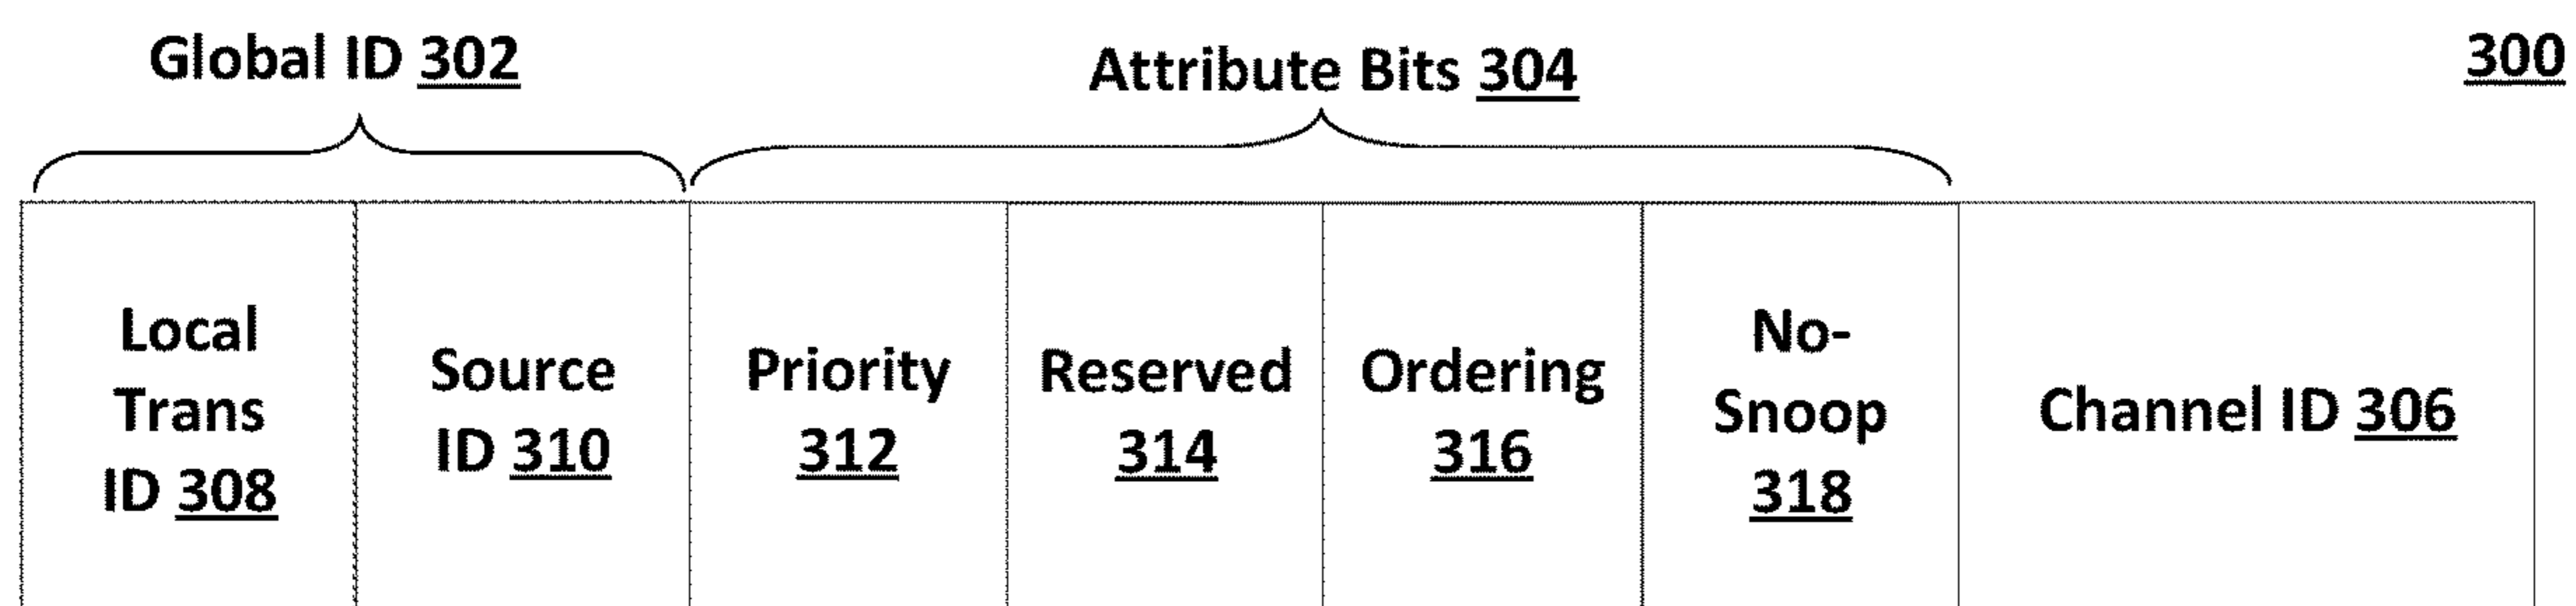 Global ID 302
Attribute Bits 304
300
Local
Trans
ID 308
Source
ID 310
Priority
312
Reserved
314
Ordering
316
No-
Snoop
318
Channel ID 306